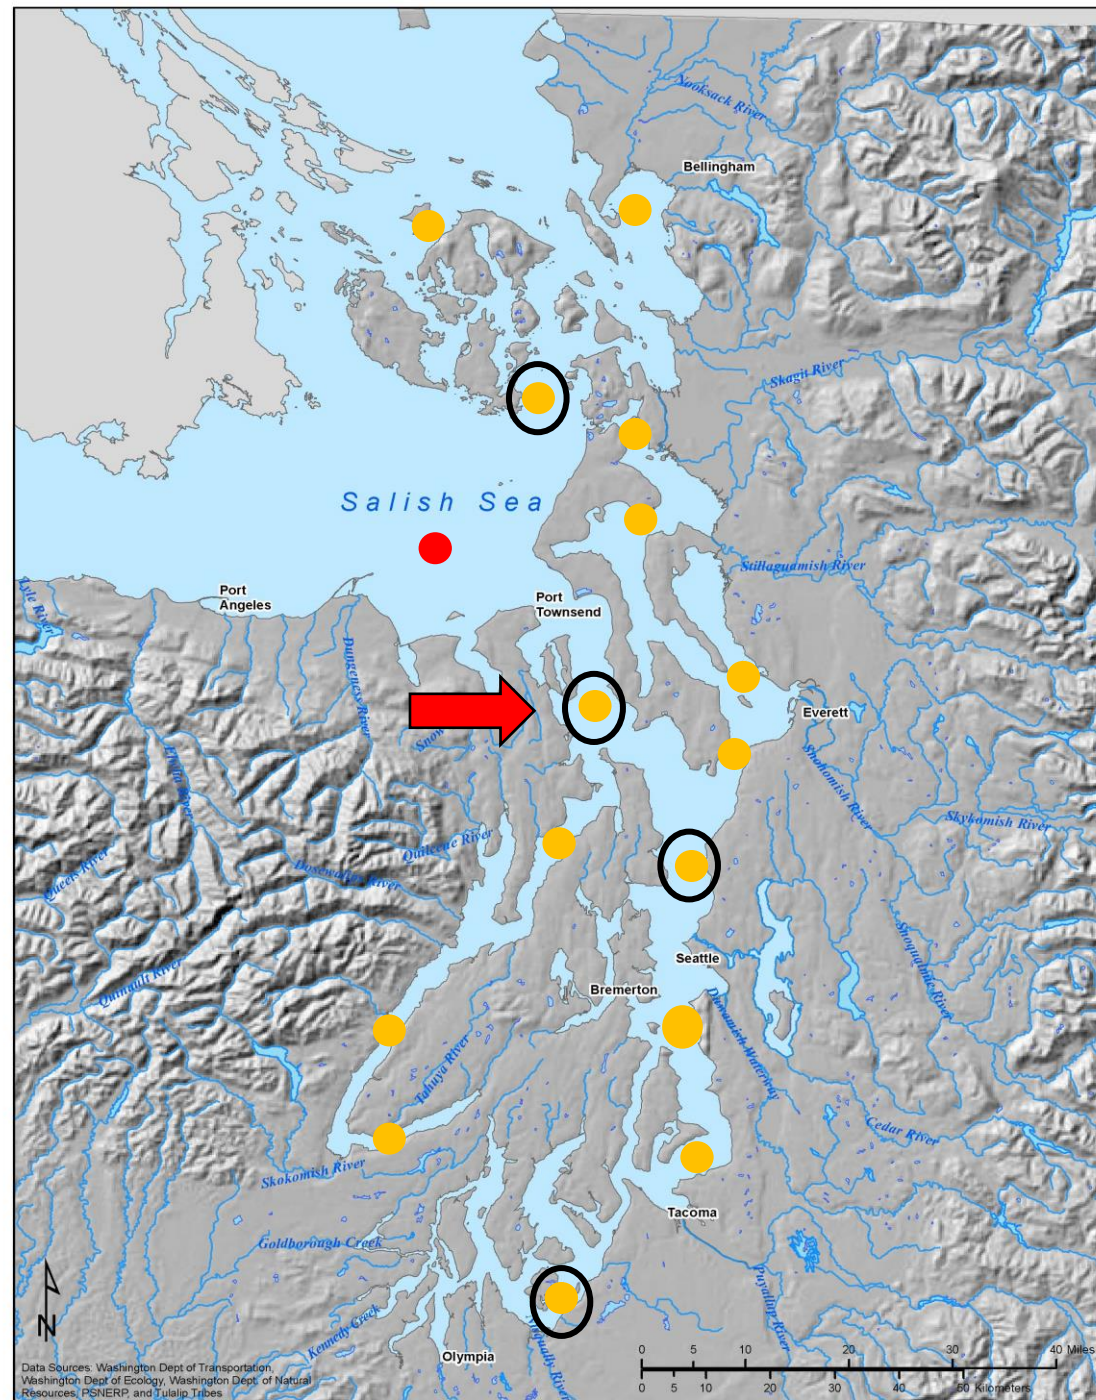 Nooksack River
Bellingham
Skagit River
Salish Sea
Stillaguamish River
Port
Angeles
Port
Townsend
Lyle River
Dungeness River
Elwha River
Snow
Everett
Snohomish River
Skykomish River
Quilcene River
Dosewallips River
Queets River
Quinault River
Snoqualmie River
Seattle
Bremerton
Duwamish Waterway
Tahuya River
Cedar River
Skokomish River
Tacoma
Goldborough Creek
Puyallup River
Kennedy Creek
Nisqually River
Olympia
N
0 5 10 20 30 40 Miles
0 5 10 20 30 40 50 Kilometers
Data Sources: Washington Dept of Transportation,
Washington Dept of Ecology, Washington Dept. of Natural
Resources, PSNERP, and Tulalip Tribes